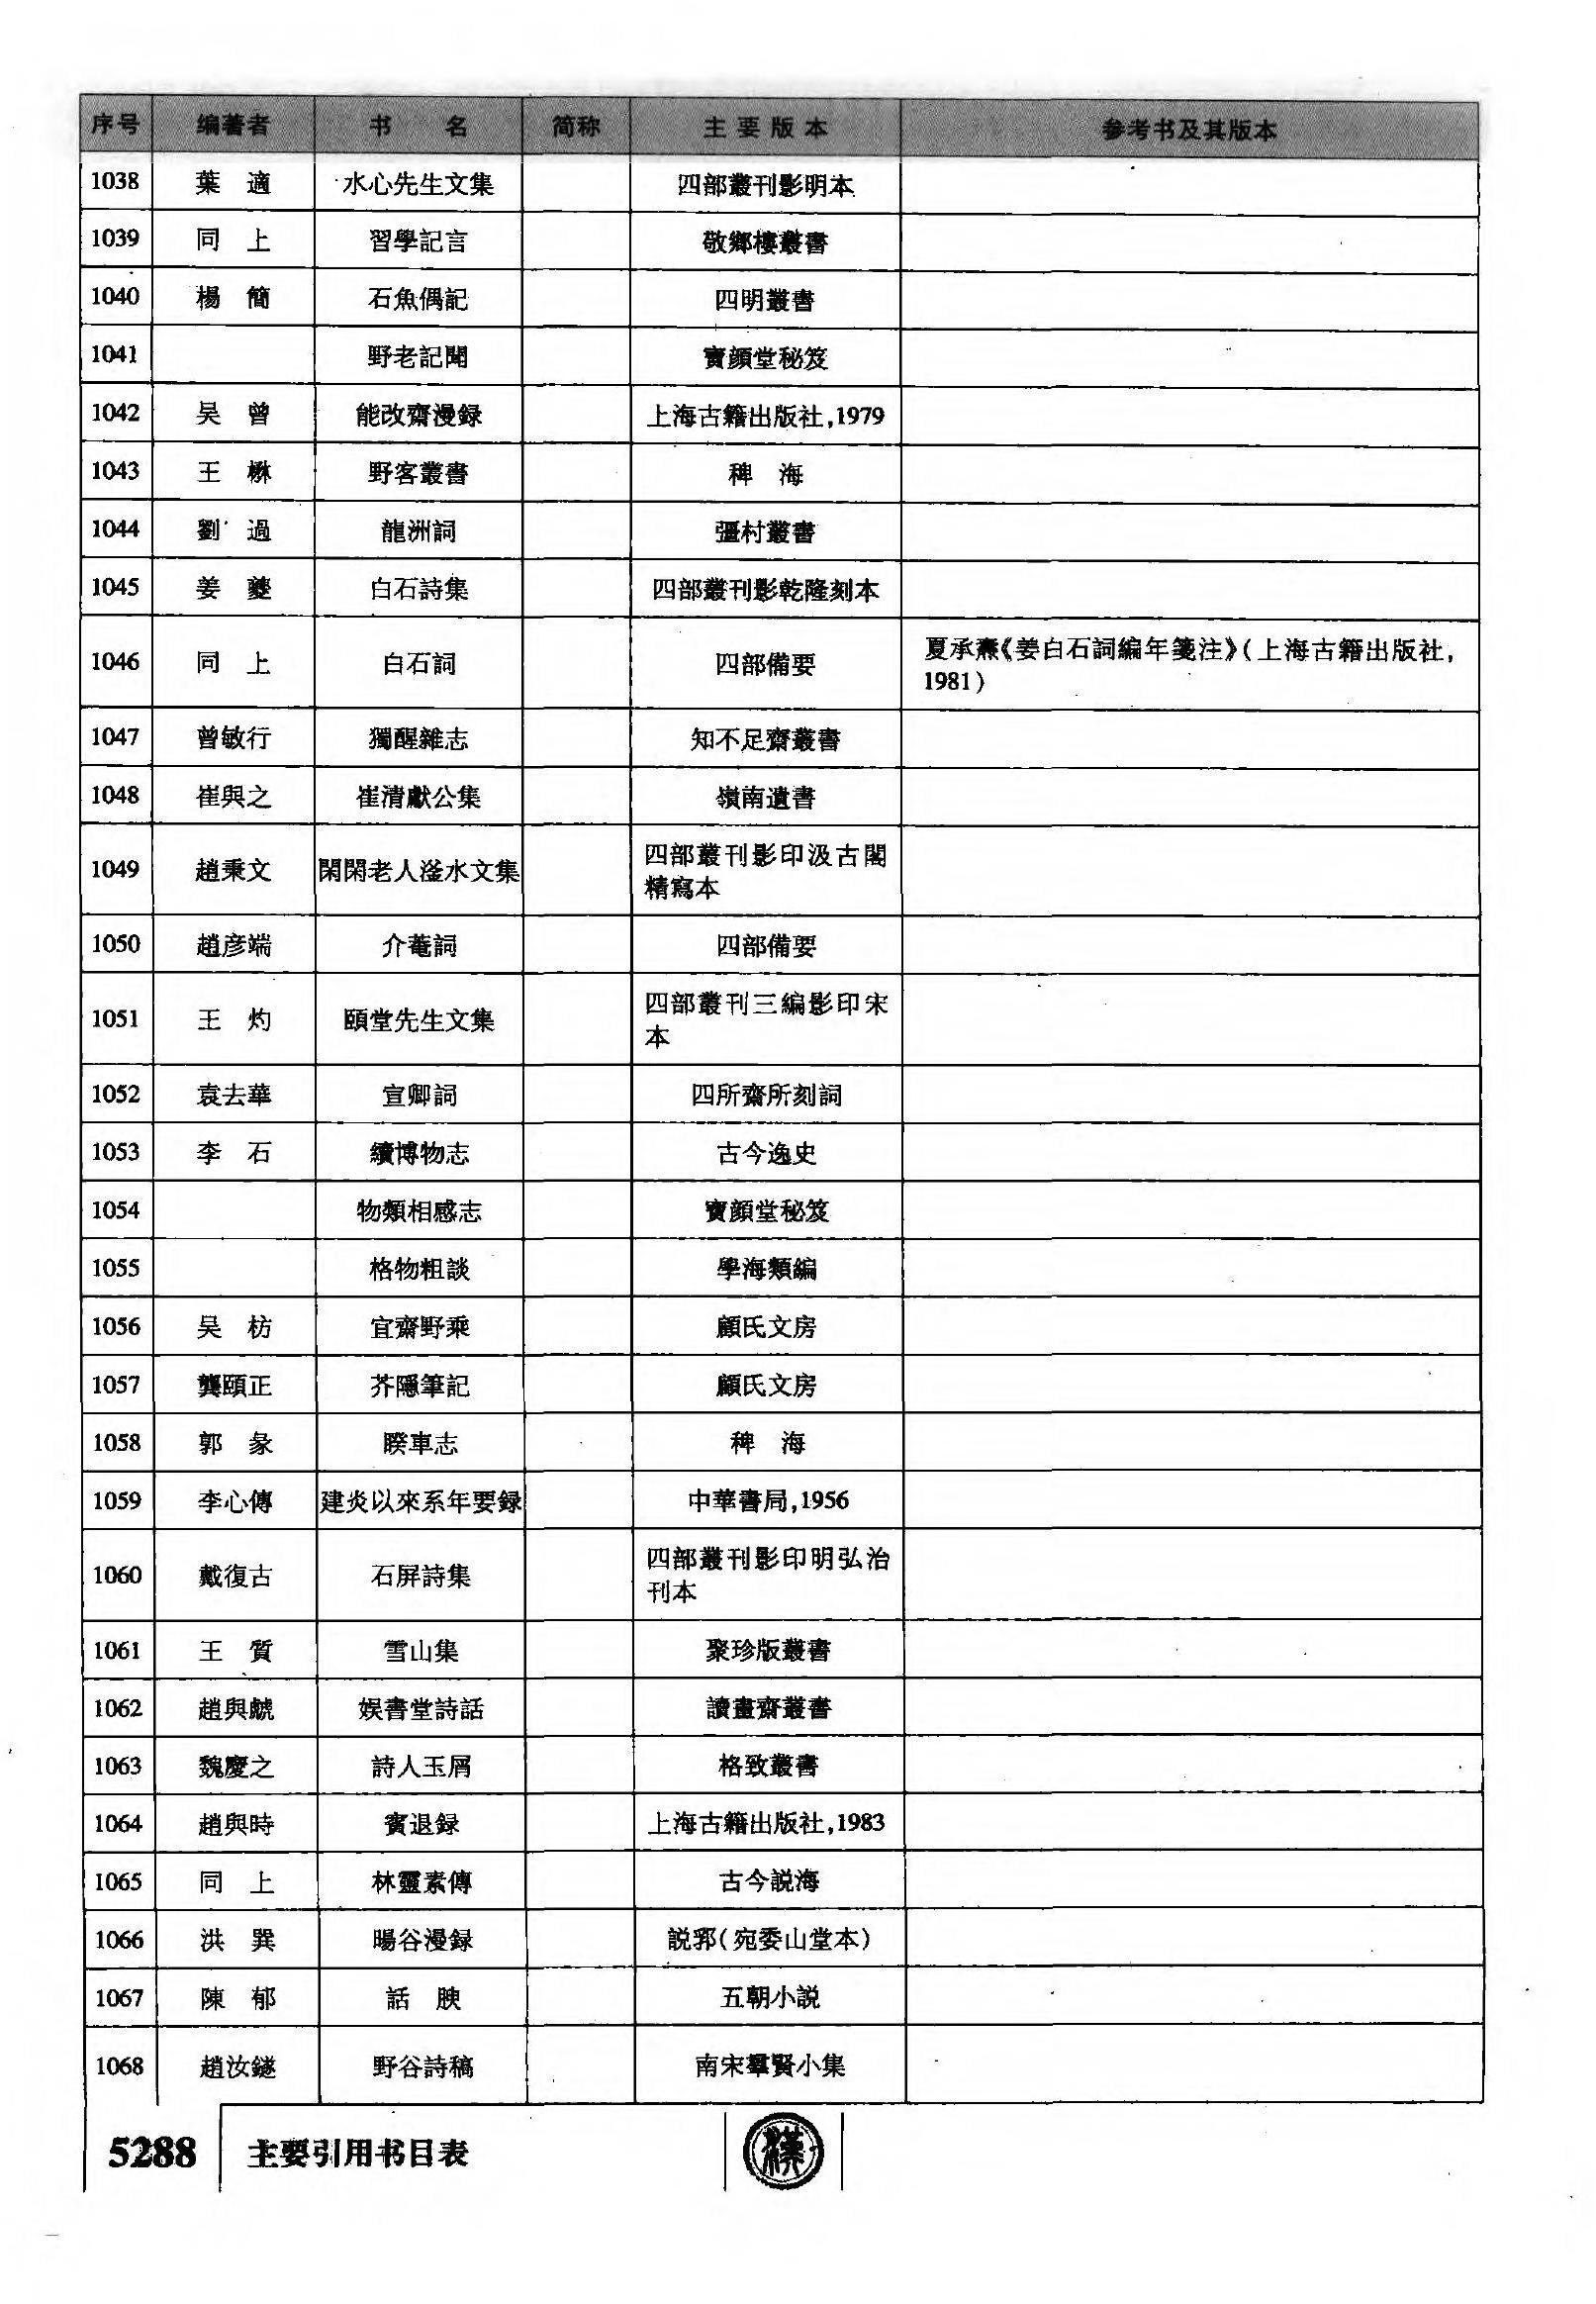 序号 编著者 书 名 简称 主要版本 参考书及其版本
1038 葉 適 水心先生文集 四部叢刊影明本
1039 同 上 習學記言 敬鄉樓叢書
1040 楊 簡 石魚偶記 四明叢書
1041 野老記聞 寶顏堂秘笈
1042 吴 曾 能改齋漫録 上海古籍出版社,1979
1043 王 楙 野客叢書 稗 海
1044 劉 過 龍洲詞 彊村叢書
1045 姜 夔 白石詩集 四部叢刊影乾隆刻本
1046 同 上 白石詞 四部備要 夏承燾《姜白石詞編年箋注》(上海古籍出版社,
1981)
1047 曾敏行 獨醒雜志 知不足齋叢書
1048 崔與之 崔清獻公集 嶺南遺書
1049 趙秉文 閑閑老人滏水文集 四部叢刊影印汲古閣
精寫本
1050 趙彦端 介菴詞 四部備要
1051 王 灼 頤堂先生文集 四部叢刊三編影印宋
本
1052 袁去華 宣卿詞 四所齋所刻詞
1053 李 石 續博物志 古今逸史
1054 物類相感志 寶顏堂秘笈
1055 格物粗談 學海類編
1056 吴 枋 宜齋野乘 顧氏文房
1057 龔頤正 芥隱筆記 顧氏文房
1058 郭 彖 睽車志 稗 海
1059 李心傳 建炎以來系年要録 中華書局,1956
1060 戴復古 石屏詩集 四部叢刊影印明弘治
刊本
1061 王 質 雪山集 聚珍版叢書
1062 趙與虤 娱書堂詩話 讀畫齋叢書
1063 魏慶之 詩人玉屑 格致叢書
1064 趙與時 賓退録 上海古籍出版社,1983
1065 同 上 林靈素傳 古今説海
1066 洪 巽 暘谷漫録 説郛(宛委山堂本)
1067 陳 郁 話 腴 五朝小説
1068 趙汝鐩 野谷詩稿 南宋羣賢小集
5288 主要引用书目表 漢